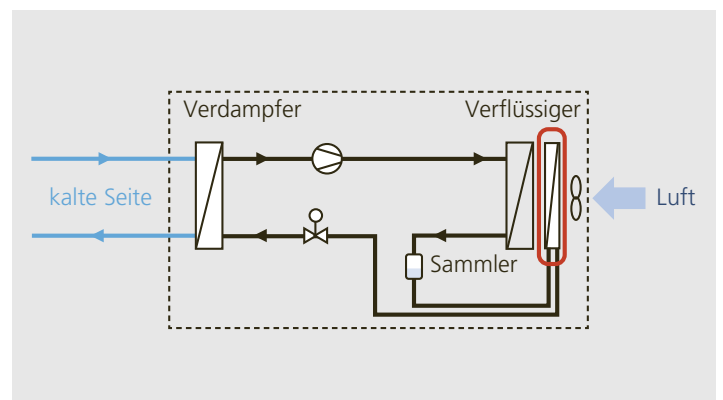 Verdampfer
Verflüssiger
kalte Seite
Luft
Sammler